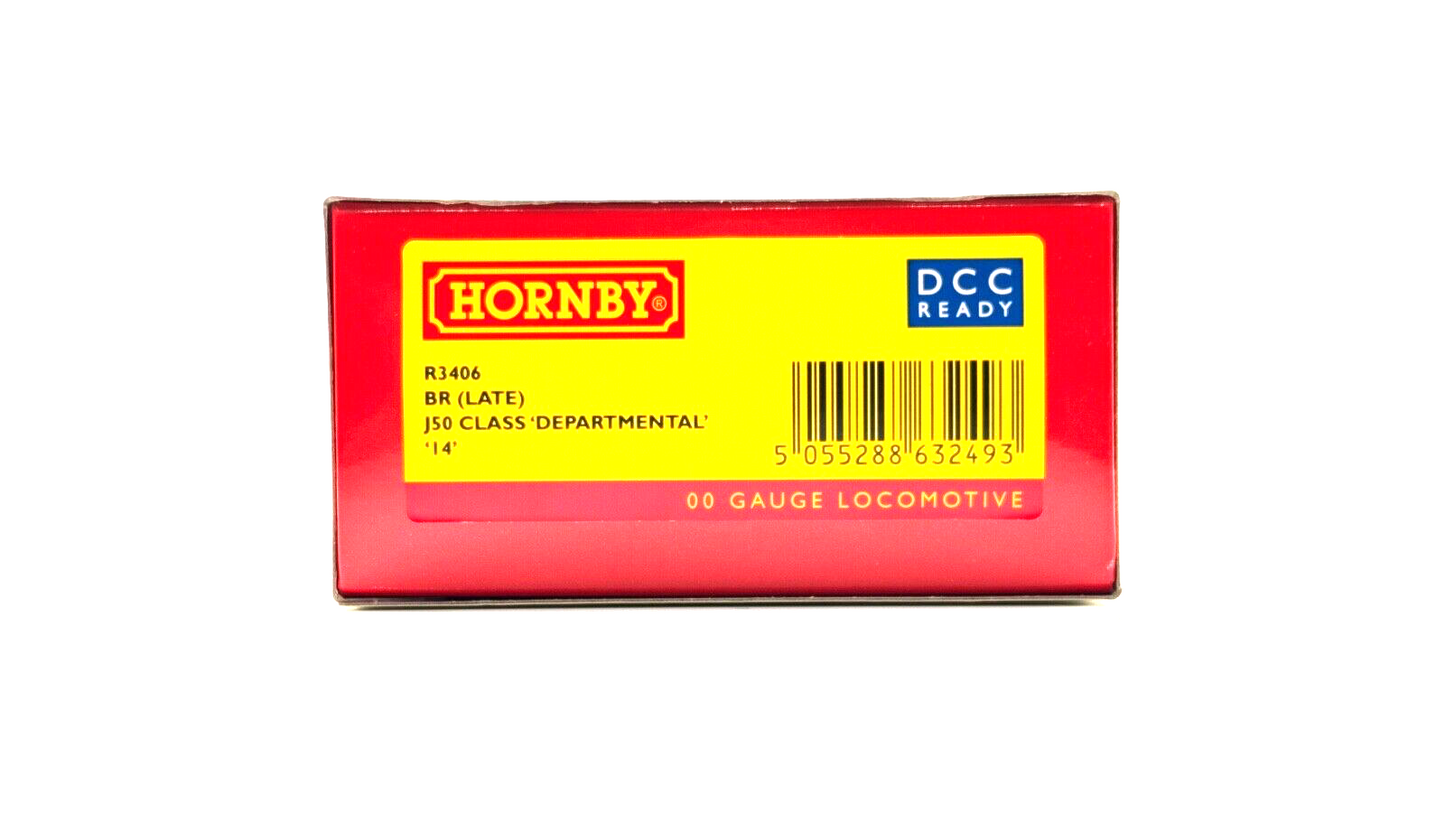 HORNBY®
DCC
READY
R3406
BR (LATE)
J50 CLASS ‘DEPARTMENTAL’
‘14’
5 055288 632493
00 GAUGE LOCOMOTIVE